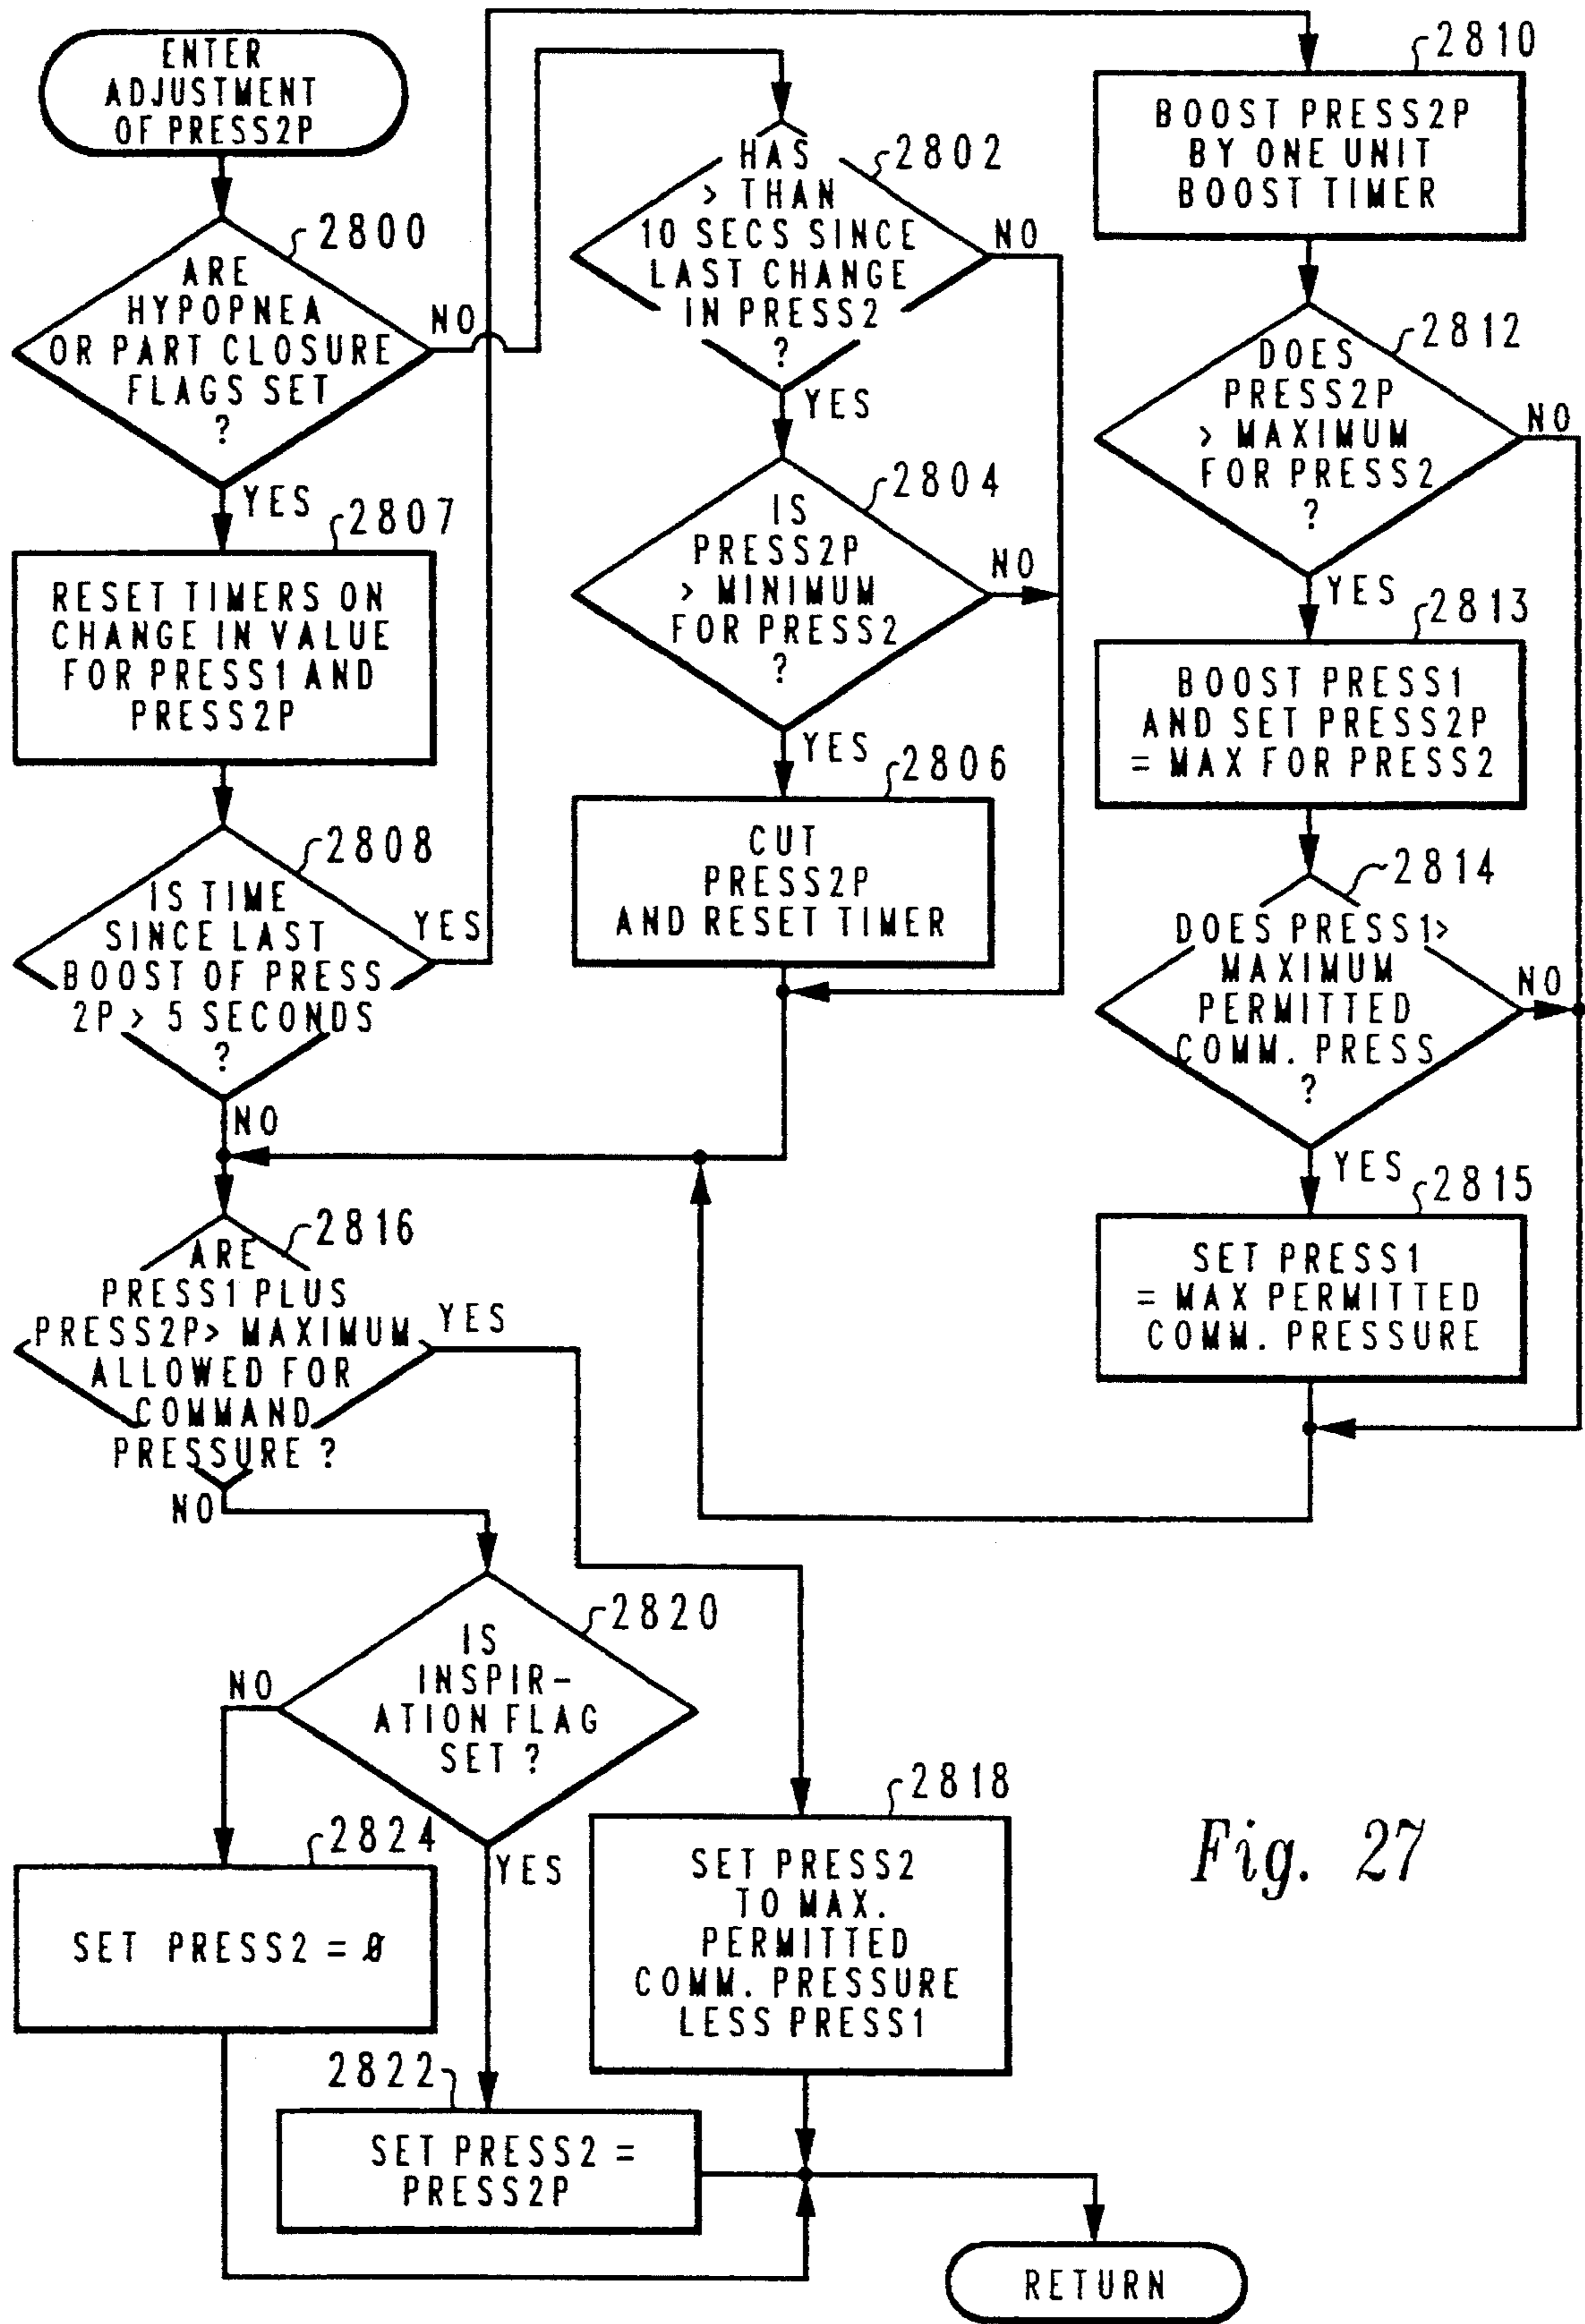 ENTER
ADJUSTMENT
OF PRESS2P
2800
ARE
HYPOPNEA
OR PART CLOSURE
FLAGS SET
?
NO
YES
2807
RESET TIMERS ON
CHANGE IN VALUE
FOR PRESS1 AND
PRESS2P
2808
IS TIME
SINCE LAST
BOOST OF PRESS
2P > 5 SECONDS
?
YES
NO
2802
HAS
> THAN
10 SECS SINCE
LAST CHANGE
IN PRESS2
?
NO
YES
2804
IS
PRESS2P
> MINIMUM
FOR PRESS2
?
NO
YES
2806
CUT
PRESS2P
AND RESET TIMER
2810
BOOST PRESS2P
BY ONE UNIT
BOOST TIMER
2812
DOES
PRESS2P
> MAXIMUM
FOR PRESS2
?
NO
YES
2813
BOOST PRESS1
AND SET PRESS2P
= MAX FOR PRESS2
2814
DOES PRESS1>
MAXIMUM
PERMITTED
COMM. PRESS
?
NO
YES
2815
SET PRESS1
= MAX PERMITTED
COMM. PRESSURE
2816
ARE
PRESS1 PLUS
PRESS2P> MAXIMUM
ALLOWED FOR
COMMAND
PRESSURE ?
YES
NO
2820
IS
INSPIR-
ATION FLAG
SET ?
NO
YES
2824
SET PRESS2 = 0
2822
SET PRESS2 =
PRESS2P
2818
SET PRESS2
TO MAX.
PERMITTED
COMM. PRESSURE
LESS PRESS1
RETURN
Fig. 27